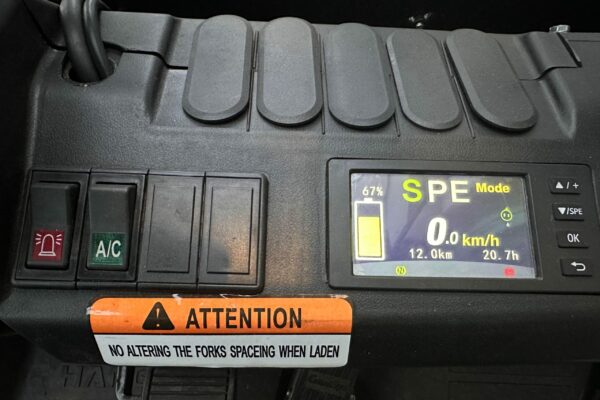 67%
SPE Mode
0.0 km/h
12.0km 20.7h
N
▲/+
▼/SPE
OK
A/C
ATTENTION
NO ALTERING THE FORKS SPACEING WHEN LADEN